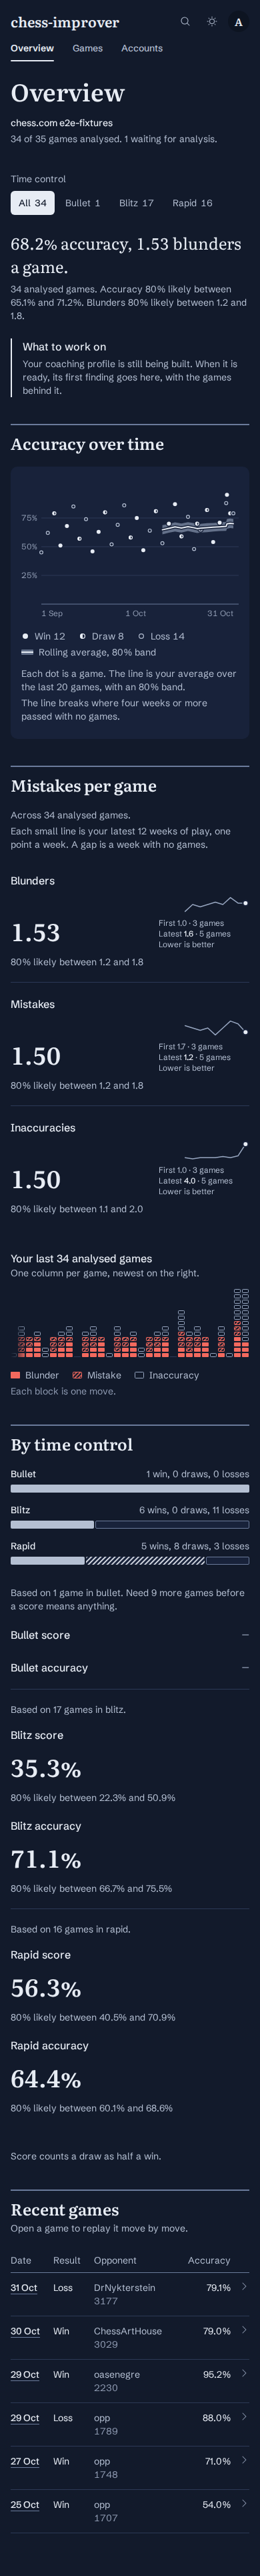 chess-improver
A
Overview Games Accounts
Overview
chess.com e2e-fixtures
34 of 35 games analysed. 1 waiting for analysis.
Time control
All 34 Bullet 1 Blitz 17 Rapid 16
68.2% accuracy, 1.53 blunders
a game.
34 analysed games. Accuracy 80% likely between
65.1% and 71.2%. Blunders 80% likely between 1.2 and
1.8.
What to work on
Your coaching profile is still being built. When it is
ready, its first finding goes here, with the games
behind it.
Accuracy over time
75%
50%
25%
1 Sep 1 Oct 31 Oct
Win 12 Draw 8 Loss 14
Rolling average, 80% band
Each dot is a game. The line is your average over
the last 20 games, with an 80% band.
The line breaks where four weeks or more
passed with no games.
Mistakes per game
Across 34 analysed games.
Each small line is your latest 12 weeks of play, one
point a week. A gap is a week with no games.
Blunders
1.53
First 1.0 · 3 games
Latest 1.6 · 5 games
Lower is better
80% likely between 1.2 and 1.8
Mistakes
1.50
First 1.7 · 3 games
Latest 1.2 · 5 games
Lower is better
80% likely between 1.2 and 1.8
Inaccuracies
1.50
First 1.0 · 3 games
Latest 4.0 · 5 games
Lower is better
80% likely between 1.1 and 2.0
Your last 34 analysed games
One column per game, newest on the right.
Blunder Mistake Inaccuracy
Each block is one move.
By time control
Bullet 1 win, 0 draws, 0 losses
Blitz 6 wins, 0 draws, 11 losses
Rapid 5 wins, 8 draws, 3 losses
Based on 1 game in bullet. Need 9 more games before
a score means anything.
Bullet score –
Bullet accuracy –
Based on 17 games in blitz.
Blitz score
35.3%
80% likely between 22.3% and 50.9%
Blitz accuracy
71.1%
80% likely between 66.7% and 75.5%
Based on 16 games in rapid.
Rapid score
56.3%
80% likely between 40.5% and 70.9%
Rapid accuracy
64.4%
80% likely between 60.1% and 68.6%
Score counts a draw as half a win.
Recent games
Open a game to replay it move by move.
Date Result Opponent Accuracy
31 Oct Loss DrNykterstein 79.1%
3177
30 Oct Win ChessArtHouse 79.0%
3029
29 Oct Win oasenegre 95.2%
2230
29 Oct Loss opp 88.0%
1789
27 Oct Win opp 71.0%
1748
25 Oct Win opp 54.0%
1707